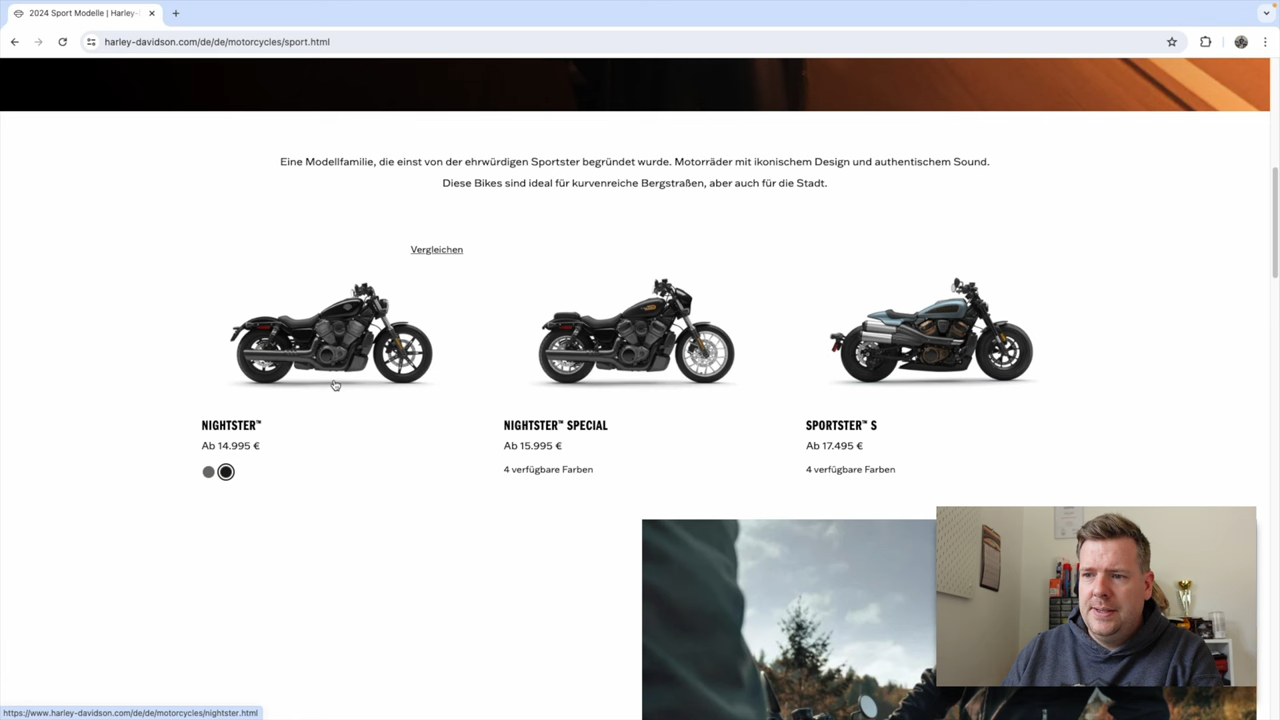 2024 Sport Modelle | Harley-
harley-davidson.com/de/de/motorcycles/sport.html
Eine Modellfamilie, die einst von der ehrwürdigen Sportster begründet wurde. Motorräder mit ikonischem Design und authentischem Sound.
Diese Bikes sind ideal für kurvenreiche Bergstraßen, aber auch für die Stadt.
Vergleichen
NIGHTSTER™
Ab 14.995 €
NIGHTSTER™ SPECIAL
Ab 15.995 €
4 verfügbare Farben
SPORTSTER™ S
Ab 17.495 €
4 verfügbare Farben
https://www.harley-davidson.com/de/de/motorcycles/nightster.html